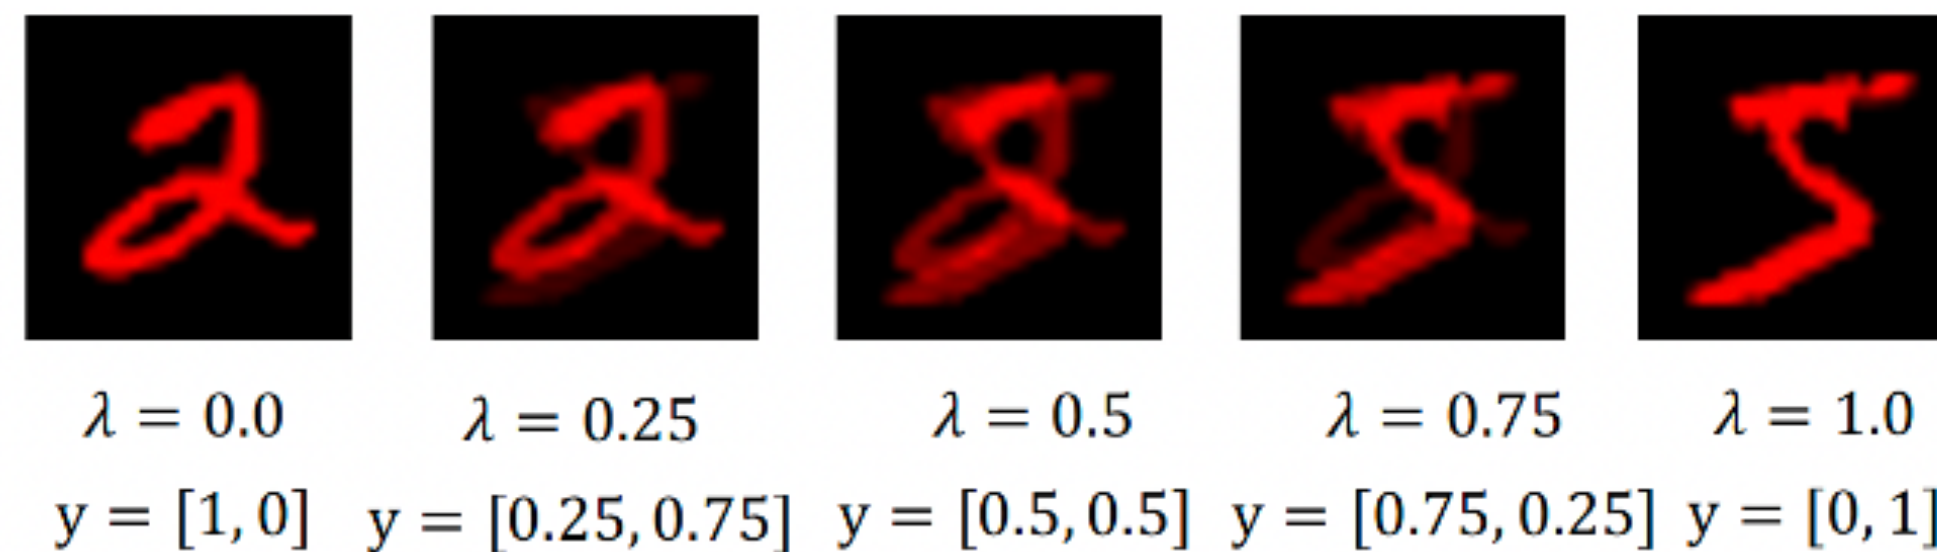 λ = 0.0 λ = 0.25 λ = 0.5 λ = 0.75 λ = 1.0
y = [1, 0] y = [0.25, 0.75] y = [0.5, 0.5] y = [0.75, 0.25] y = [0, 1]